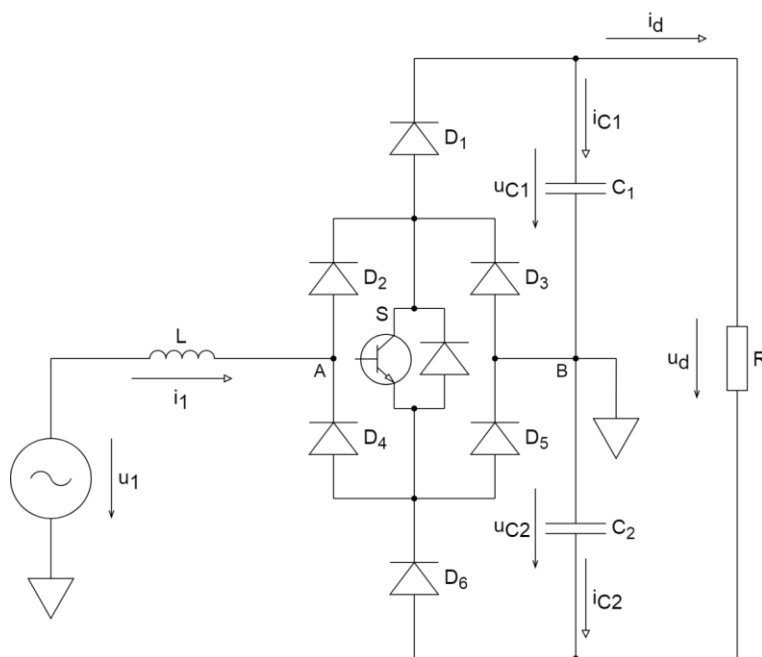 i_d
i_C1
D_1
u_C1
C_1
D_2
D_3
S
L
A
B
u_d
R
i_1
D_4
D_5
u_1
u_C2
C_2
D_6
i_C2